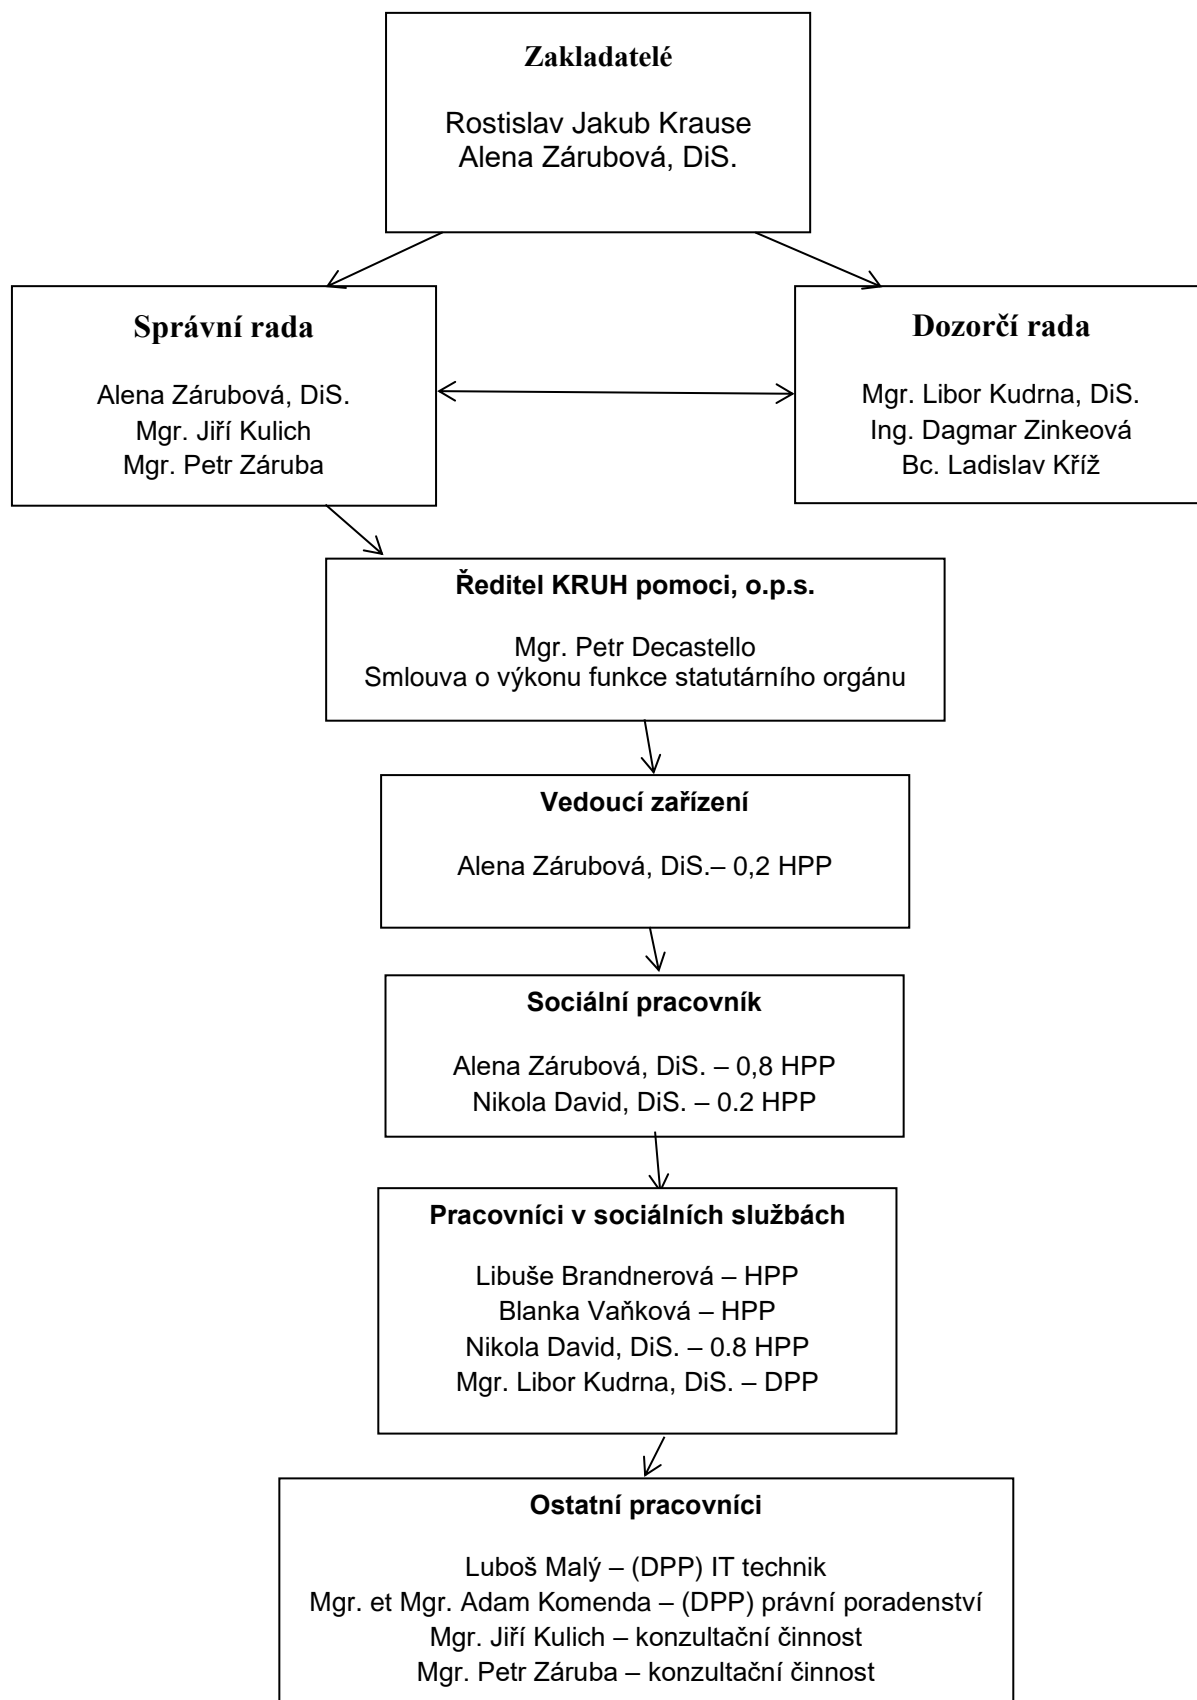 Zakladatelé
Rostislav Jakub Krause
Alena Zárubová, DiS.
Správní rada
Alena Zárubová, DiS.
Mgr. Jiří Kulich
Mgr. Petr Záruba
Dozorčí rada
Mgr. Libor Kudrna, DiS.
Ing. Dagmar Zinkeová
Bc. Ladislav Kříž
Ředitel KRUH pomoci, o.p.s.
Mgr. Petr Decastello
Smlouva o výkonu funkce statutárního orgánu
Vedoucí zařízení
Alena Zárubová, DiS.– 0,2 HPP
Sociální pracovník
Alena Zárubová, DiS. – 0,8 HPP
Nikola David, DiS. – 0.2 HPP
Pracovníci v sociálních službách
Libuše Brandnerová – HPP
Blanka Vaňková – HPP
Nikola David, DiS. – 0.8 HPP
Mgr. Libor Kudrna, DiS. – DPP
Ostatní pracovníci
Luboš Malý – (DPP) IT technik
Mgr. et Mgr. Adam Komenda – (DPP) právní poradenství
Mgr. Jiří Kulich – konzultační činnost
Mgr. Petr Záruba – konzultační činnost